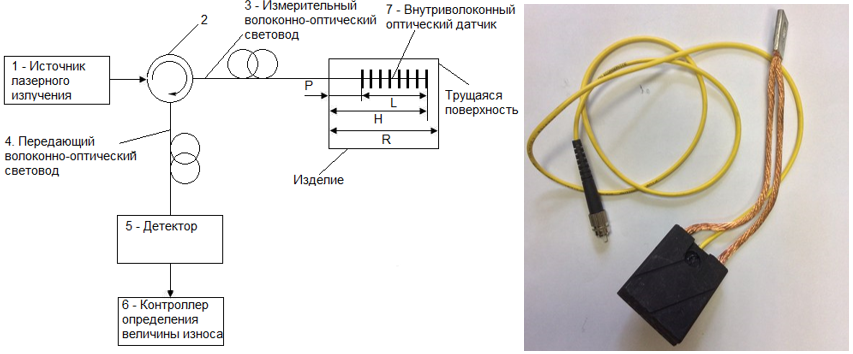 2
3 - Измерительный
волоконно-оптический
световод
7 - Внутриволоконный
оптический датчик
1 - Источник
лазерного
излучения
P
L
H
R
Трущаяся
поверхность
Изделие
4. Передающий
волоконно-оптический
световод
5 - Детектор
6 - Контроллер
определения
величины износа